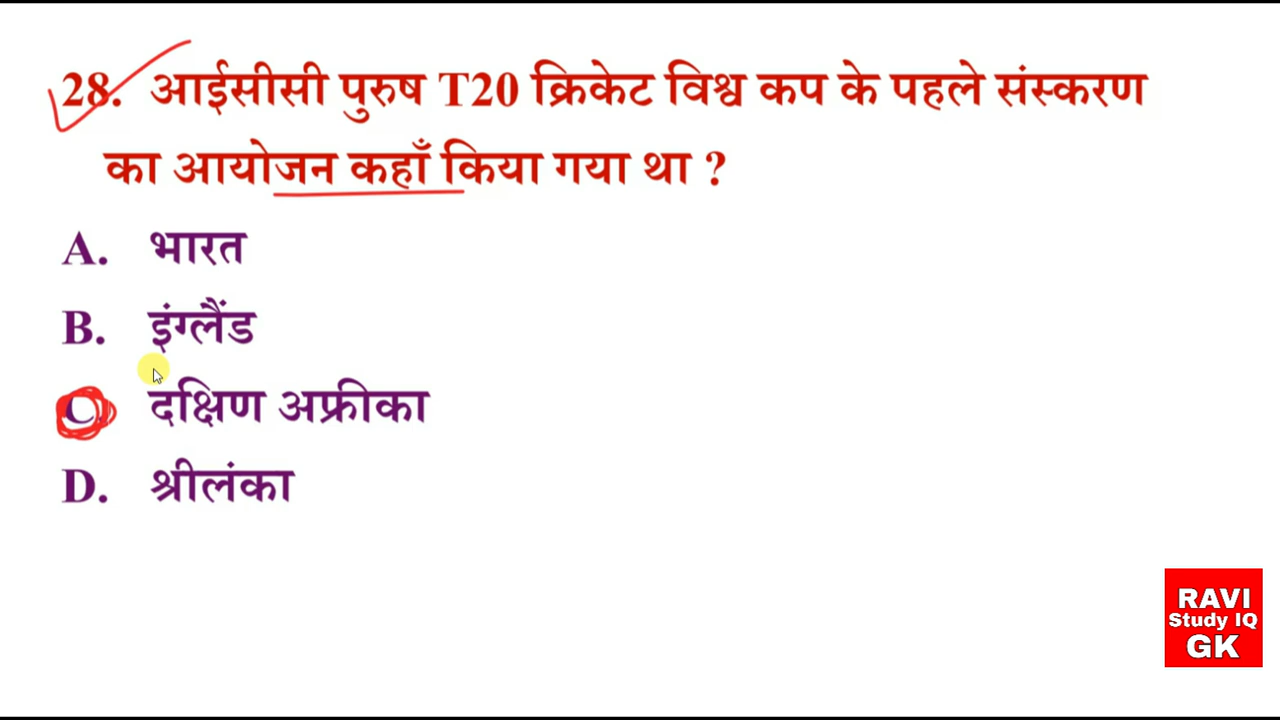 28. आईसीसी पुरुष T20 क्रिकेट विश्व कप के पहले संस्करण
का आयोजन कहाँ किया गया था ?
A. भारत
B. इंग्लैंड
C. दक्षिण अफ्रीका
D. श्रीलंका
RAVI
Study IQ
GK